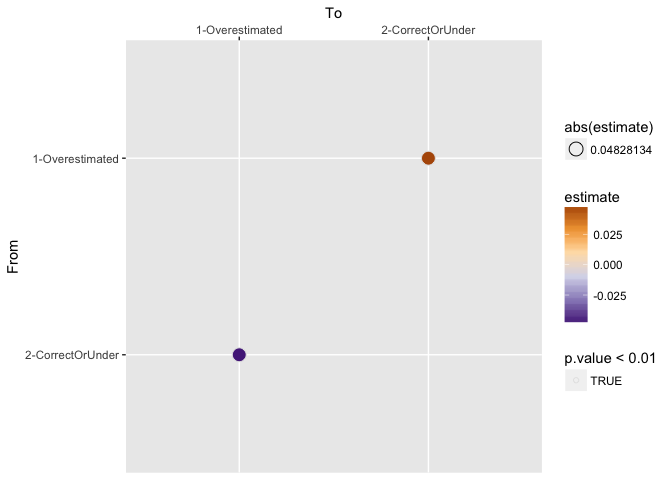 To
1-Overestimated 2-CorrectOrUnder
From
1-Overestimated
2-CorrectOrUnder
abs(estimate)
0.04828134
estimate
0.025
0.000
-0.025
p.value < 0.01
TRUE